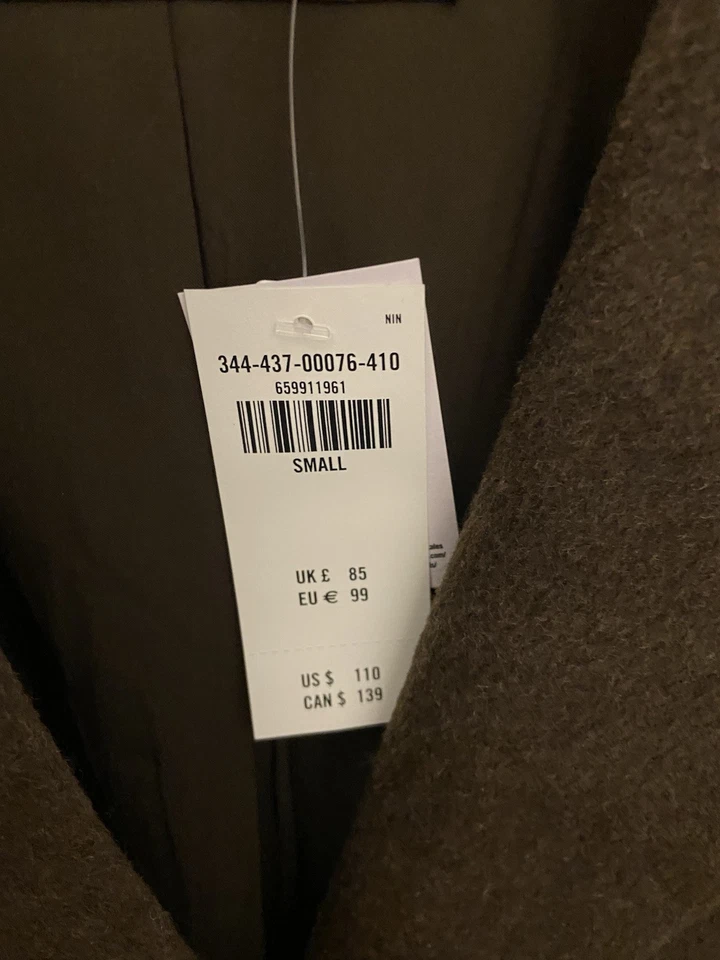 NIN
344-437-00076-410
659911961
SMALL
UK £ 85
EU € 99
US $ 110
CAN $ 139